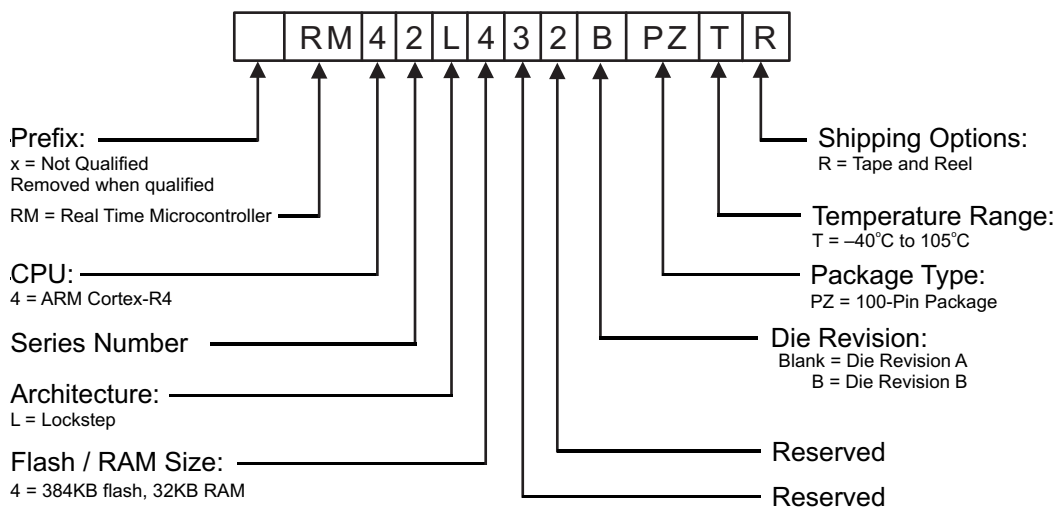 RM 4 2 L 4 3 2 B PZ T R
Prefix:
x = Not Qualified
Removed when qualified
RM = Real Time Microcontroller
CPU:
4 = ARM Cortex-R4
Series Number
Architecture:
L = Lockstep
Flash / RAM Size:
4 = 384KB flash, 32KB RAM
Shipping Options:
R = Tape and Reel
Temperature Range:
T = –40°C to 105°C
Package Type:
PZ = 100-Pin Package
Die Revision:
Blank = Die Revision A
B = Die Revision B
Reserved
Reserved